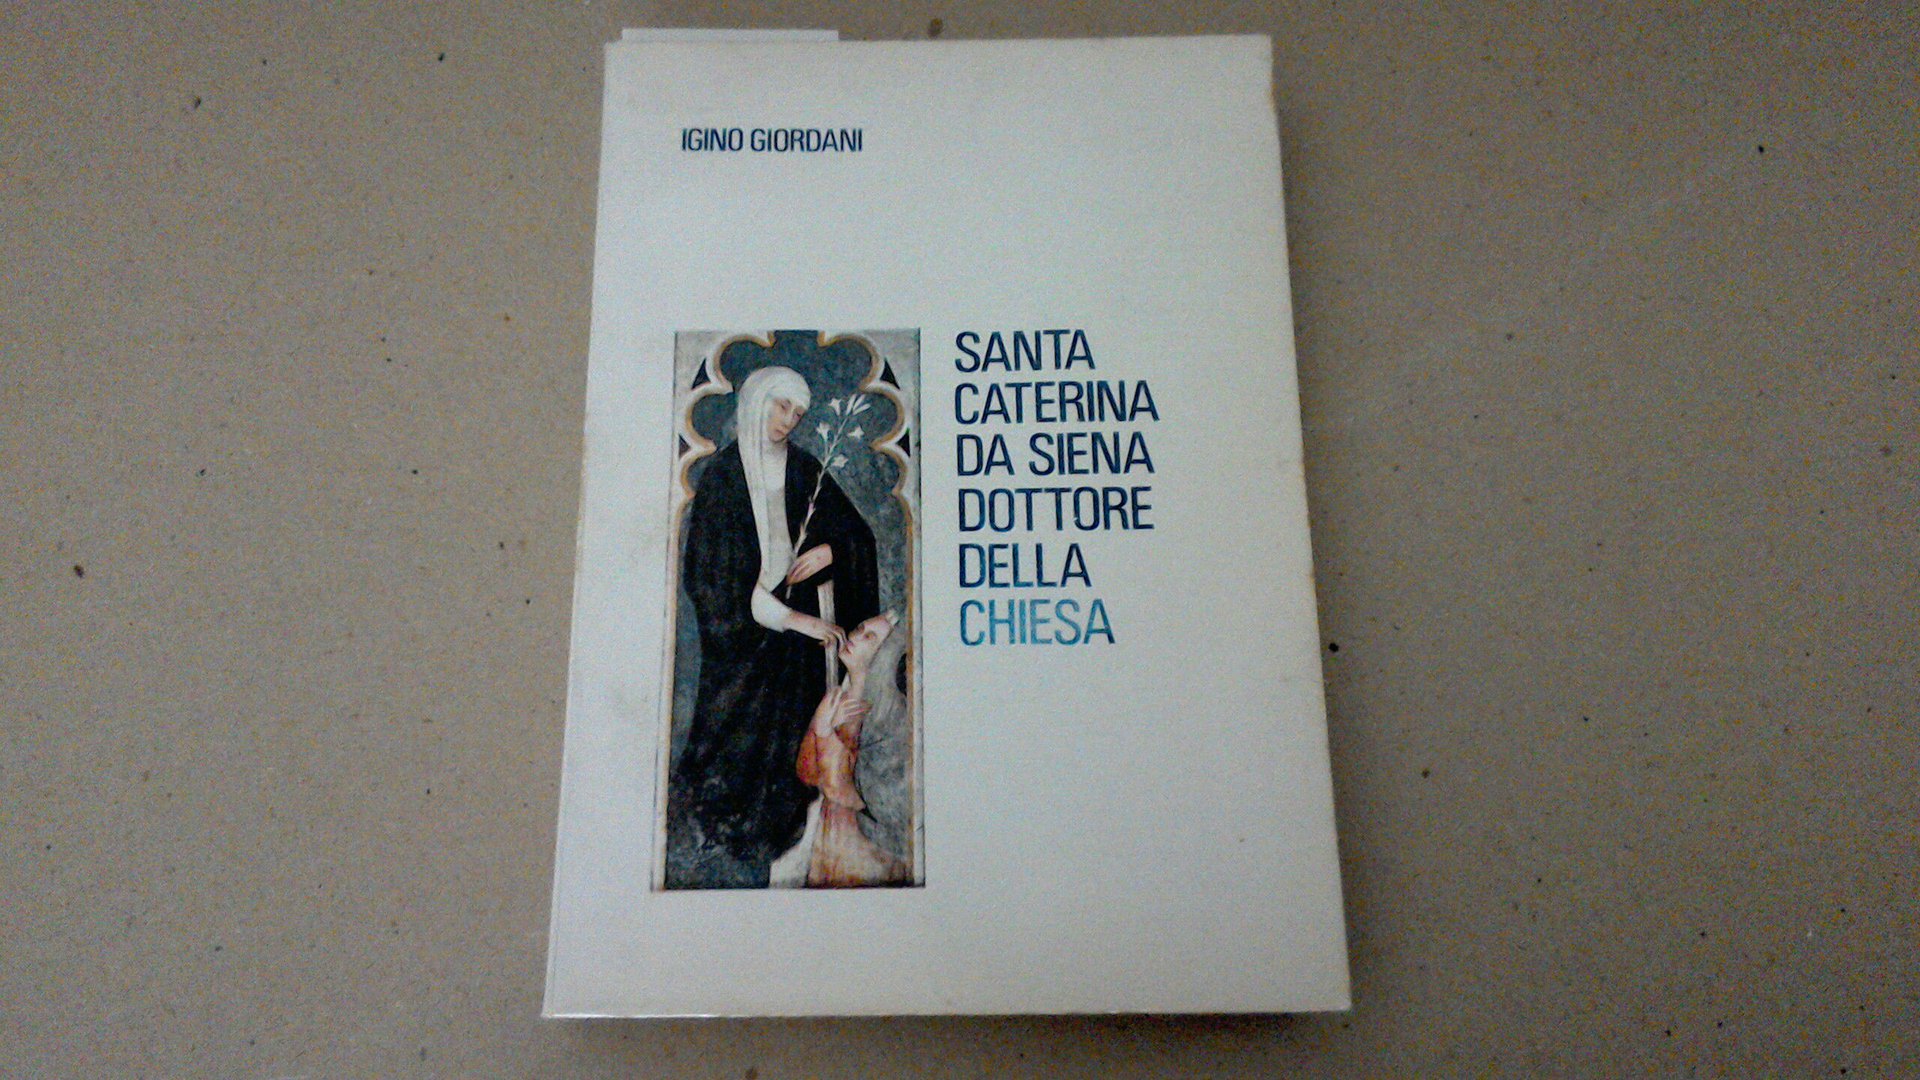 IGINO GIORDANI
SANTA
CATERINA
DA SIENA
DOTTORE
DELLA
CHIESA